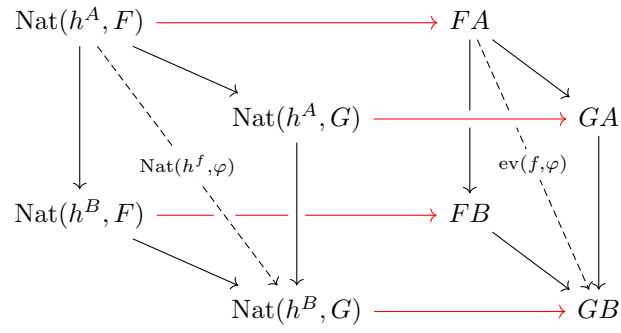 Nat(h^A, F) FA
Nat(h^A, G) GA
Nat(h^f,φ) ev(f,φ)
Nat(h^B, F) FB
Nat(h^B, G) GB